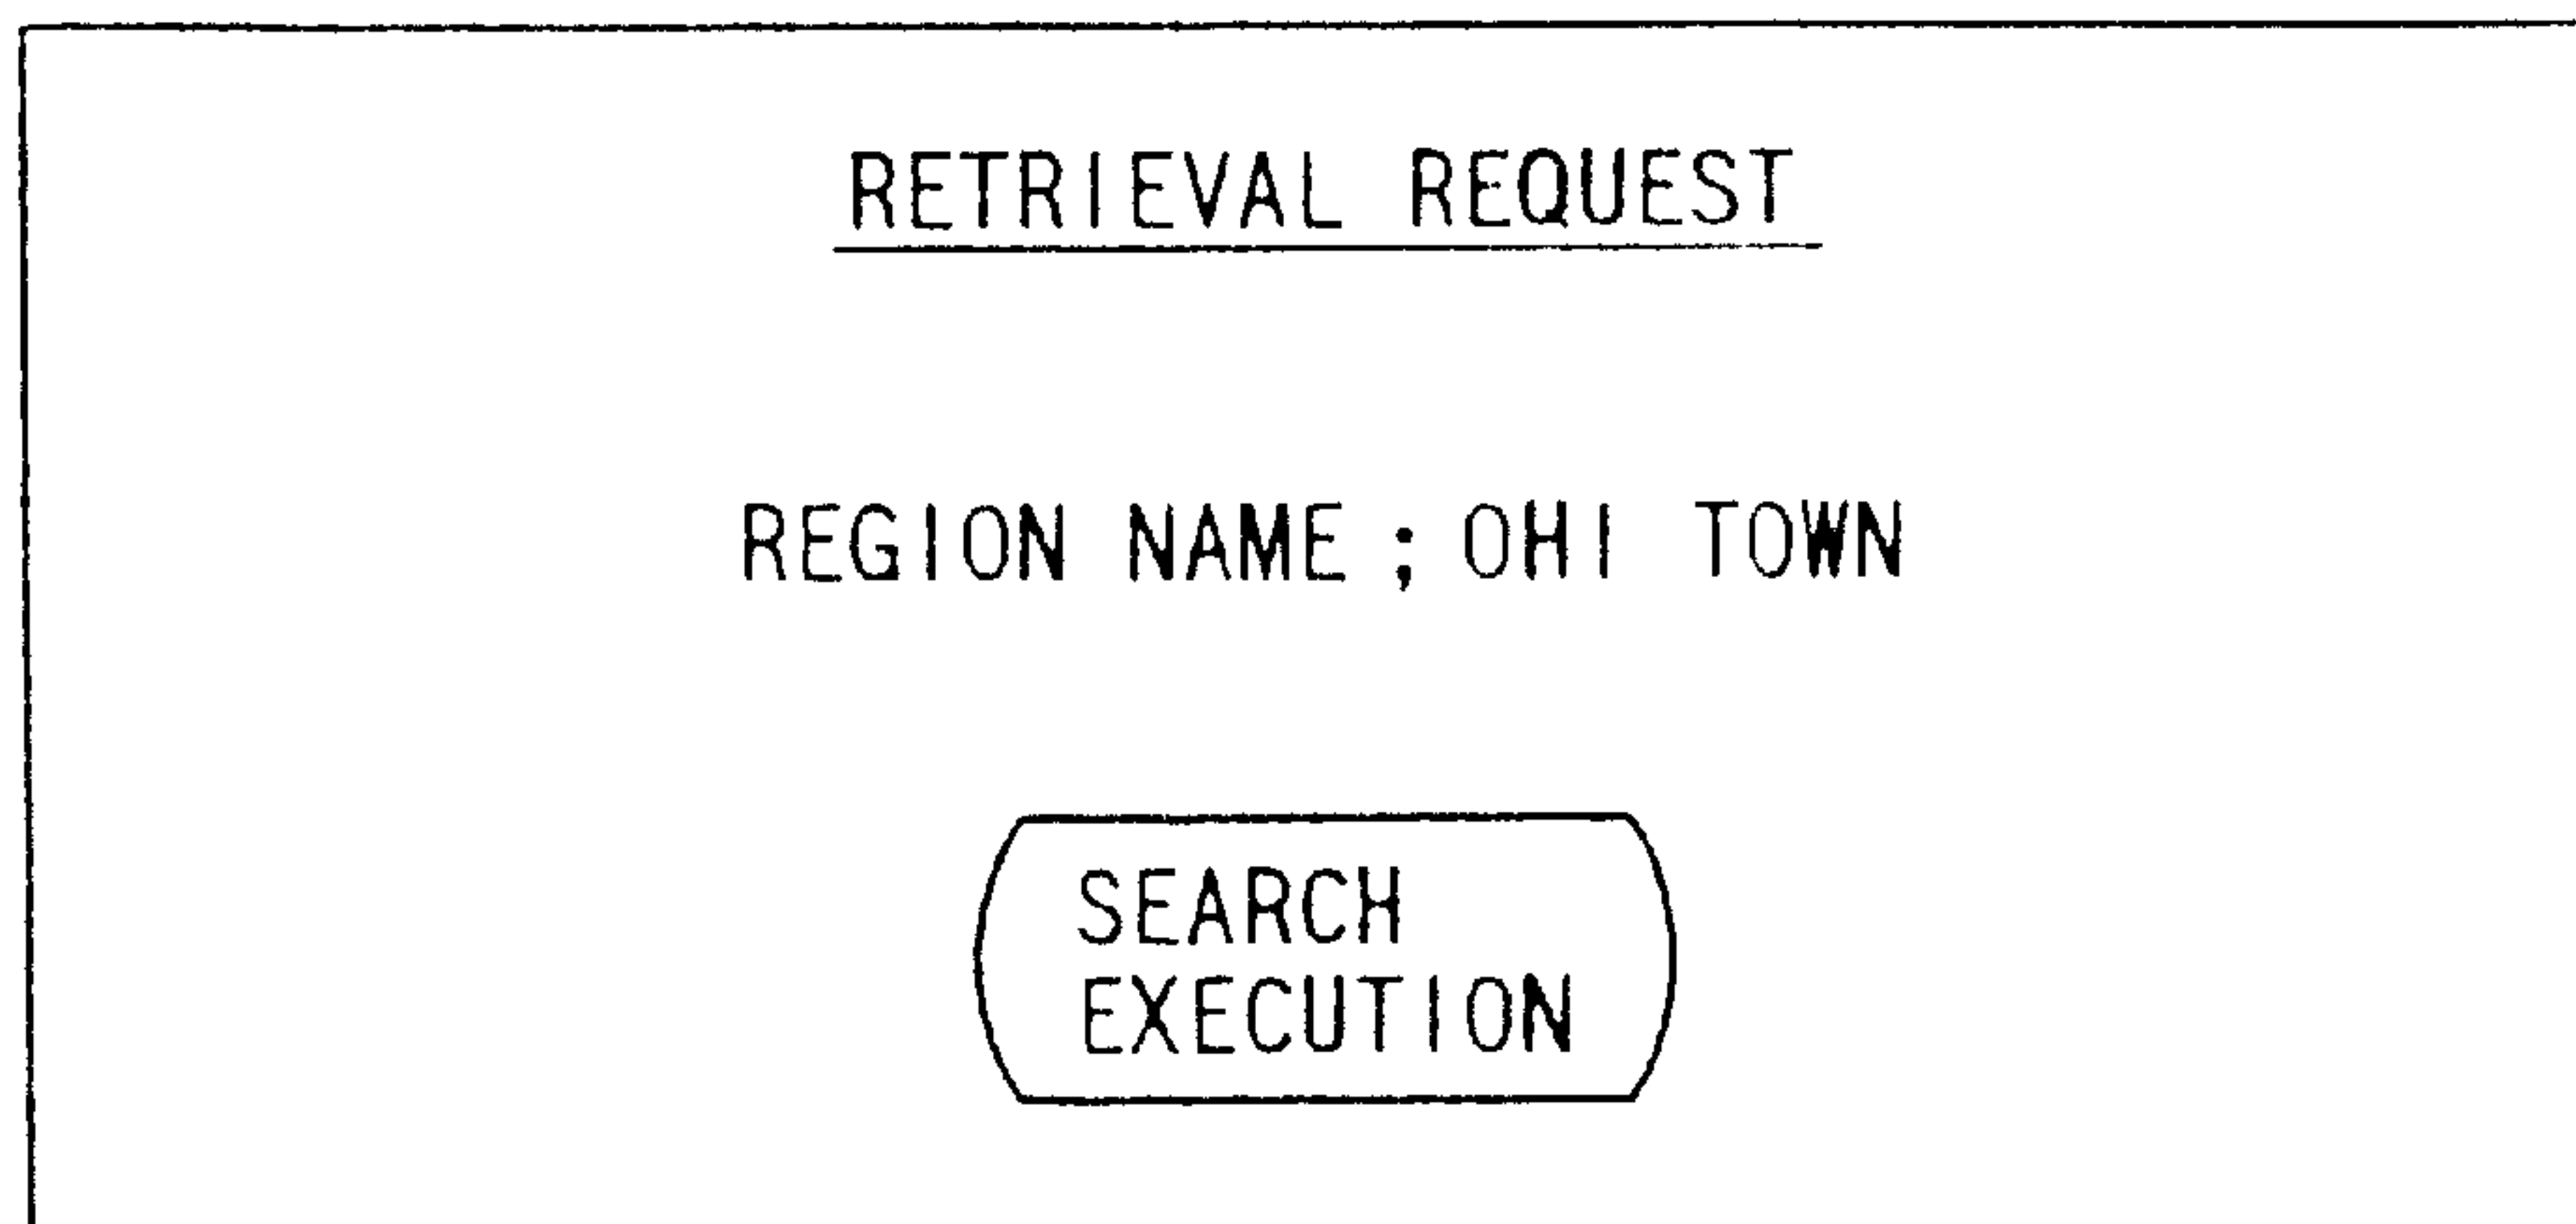 RETRIEVAL REQUEST
REGION NAME ; OHI TOWN
SEARCH
EXECUTION